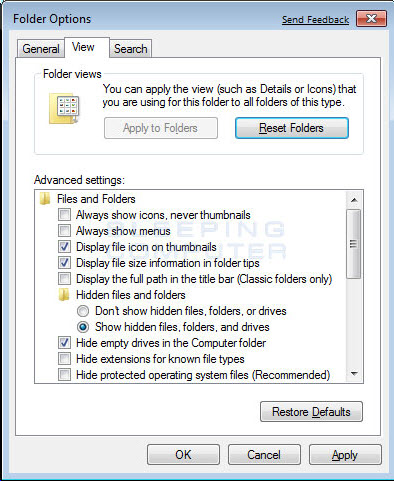 Folder Options
Send Feedback
General
View
Search
Folder views
You can apply the view (such as Details or Icons) that
you are using for this folder to all folders of this type.
Apply to Folders
Reset Folders
Advanced settings:
Files and Folders
Always show icons, never thumbnails
Always show menus
Display file icon on thumbnails
Display file size information in folder tips
Display the full path in the title bar (Classic folders only)
Hidden files and folders
Don't show hidden files, folders, or drives
Show hidden files, folders, and drives
Hide empty drives in the Computer folder
Hide extensions for known file types
Hide protected operating system files (Recommended)
BLEEPING
COMPUTER
Restore Defaults
OK
Cancel
Apply